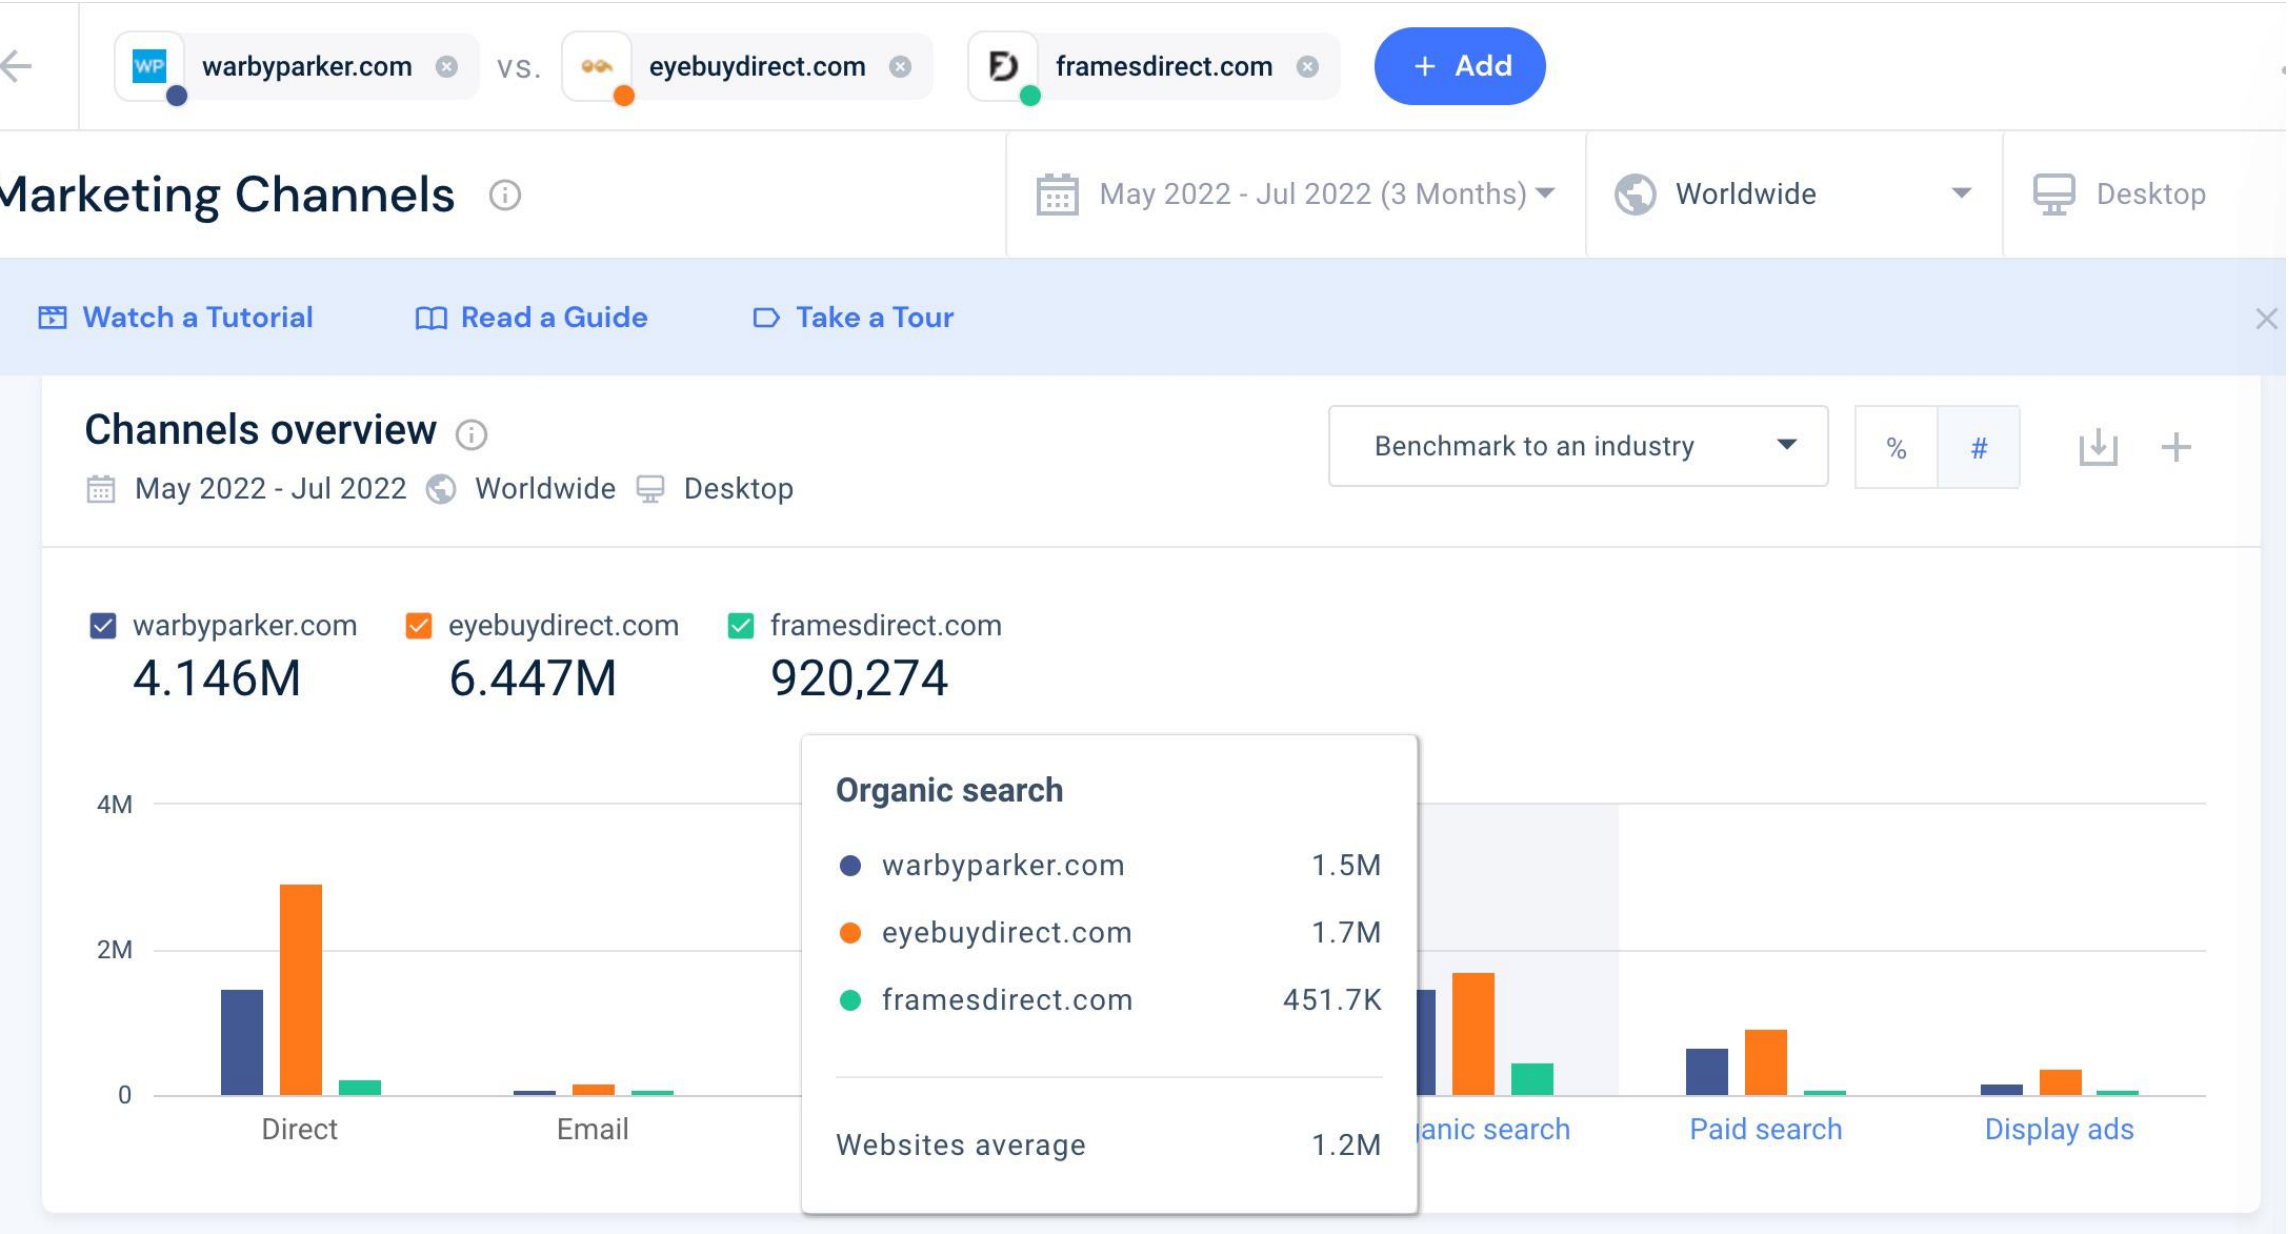 WP warbyparker.com vs. eyebuydirect.com FD framesdirect.com + Add
Marketing Channels May 2022 - Jul 2022 (3 Months) Worldwide Desktop
Watch a Tutorial Read a Guide Take a Tour
Channels overview Benchmark to an industry % #
May 2022 - Jul 2022 Worldwide Desktop
warbyparker.com eyebuydirect.com framesdirect.com
4.146M 6.447M 920,274
Organic search
4M
warbyparker.com 1.5M
eyebuydirect.com 1.7M
2M
framesdirect.com 451.7K
0
Direct Email anic search Paid search Display ads
Websites average 1.2M